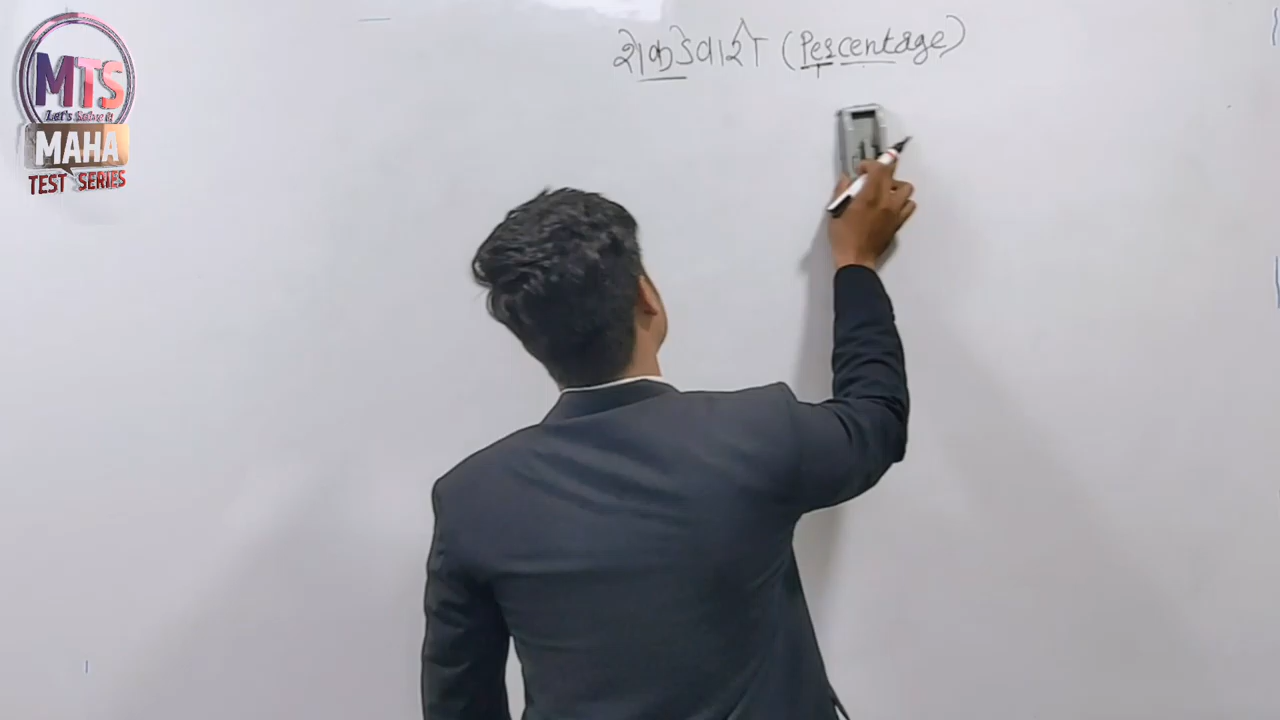 MTS
Let's Solve it
MAHA
TEST SERIES
शेकडेवारी (Percentage)